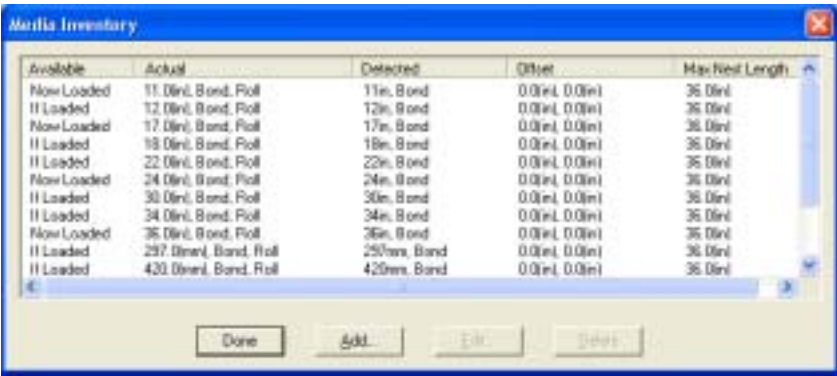 Media Inventory
Available Actual Detected Offset Max Nest Length
Now Loaded 11.0(in), Bond, Roll 11in, Bond 0.0(in), 0.0(in) 36.0(in)
If Loaded 12.0(in), Bond, Roll 12in, Bond 0.0(in), 0.0(in) 36.0(in)
Now Loaded 17.0(in), Bond, Roll 17in, Bond 0.0(in), 0.0(in) 36.0(in)
If Loaded 18.0(in), Bond, Roll 18in, Bond 0.0(in), 0.0(in) 36.0(in)
If Loaded 22.0(in), Bond, Roll 22in, Bond 0.0(in), 0.0(in) 36.0(in)
Now Loaded 24.0(in), Bond, Roll 24in, Bond 0.0(in), 0.0(in) 36.0(in)
If Loaded 30.0(in), Bond, Roll 30in, Bond 0.0(in), 0.0(in) 36.0(in)
If Loaded 34.0(in), Bond, Roll 34in, Bond 0.0(in), 0.0(in) 36.0(in)
Now Loaded 36.0(in), Bond, Roll 36in, Bond 0.0(in), 0.0(in) 36.0(in)
If Loaded 297.0(mm), Bond, Roll 297mm, Bond 0.0(in), 0.0(in) 36.0(in)
If Loaded 420.0(mm), Bond, Roll 420mm, Bond 0.0(in), 0.0(in) 36.0(in)
Done Add... Edit... Delete